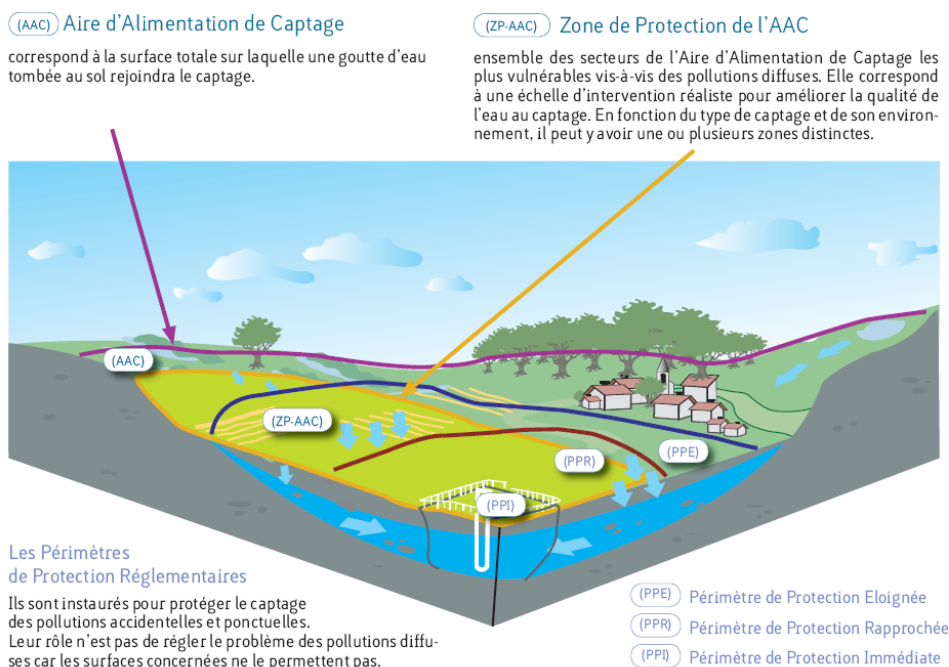 (AAC) Aire d'Alimentation de Captage
correspond à la surface totale sur laquelle une goutte d'eau
tombée au sol rejoindra le captage.
(ZP-AAC) Zone de Protection de l'AAC
ensemble des secteurs de l'Aire d'Alimentation de Captage les
plus vulnérables vis-à-vis des pollutions diffuses. Elle correspond
à une échelle d'intervention réaliste pour améliorer la qualité de
l'eau au captage. En fonction du type de captage et de son environ-
nement, il peut y avoir une ou plusieurs zones distinctes.
(AAC)
(ZP-AAC)
(PPE)
(PPR)
(PPI)
Les Périmètres
de Protection Réglementaires
Ils sont instaurés pour protéger le captage
des pollutions accidentelles et ponctuelles.
Leur rôle n'est pas de régler le problème des pollutions diffu-
ses car les surfaces concernées ne le permettent pas.
(PPE) Périmètre de Protection Eloignée
(PPR) Périmètre de Protection Rapprochée
(PPI) Périmètre de Protection Immédiate